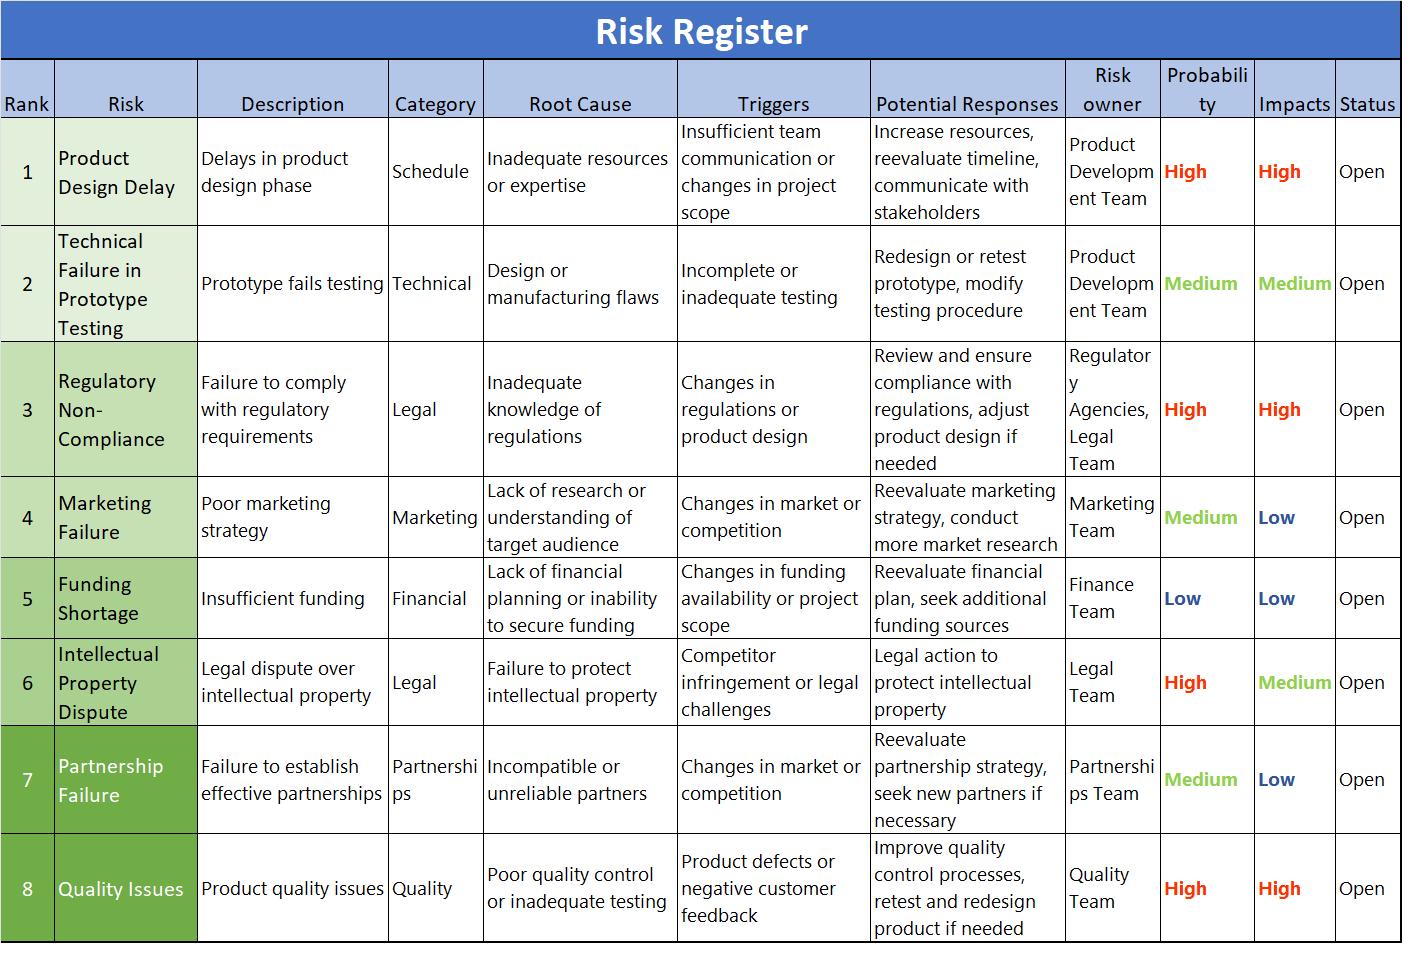 Risk Register
Rank
Risk
Description
Category
Root Cause
Triggers
Potential Responses
Risk
owner
Probabili
ty
Impacts
Status
1
Product
Design Delay
Delays in product
design phase
Schedule
Inadequate resources
or expertise
Insufficient team
communication or
changes in project
scope
Increase resources,
reevaluate timeline,
communicate with
stakeholders
Product
Developm
ent Team
High
High
Open
2
Technical
Failure in
Prototype
Testing
Prototype fails testing
Technical
Design or
manufacturing flaws
Incomplete or
inadequate testing
Redesign or retest
prototype, modify
testing procedure
Product
Developm
ent Team
Medium
Medium
Open
3
Regulatory
Non-
Compliance
Failure to comply
with regulatory
requirements
Legal
Inadequate
knowledge of
regulations
Changes in
regulations or
product design
Review and ensure
compliance with
regulations, adjust
product design if
needed
Regulator
y
Agencies,
Legal
Team
High
High
Open
4
Marketing
Failure
Poor marketing
strategy
Marketing
Lack of research or
understanding of
target audience
Changes in market or
competition
Reevaluate marketing
strategy, conduct
more market research
Marketing
Team
Medium
Low
Open
5
Funding
Shortage
Insufficient funding
Financial
Lack of financial
planning or inability
to secure funding
Changes in funding
availability or project
scope
Reevaluate financial
plan, seek additional
funding sources
Finance
Team
Low
Low
Open
6
Intellectual
Property
Dispute
Legal dispute over
intellectual property
Legal
Failure to protect
intellectual property
Competitor
infringement or legal
challenges
Legal action to
protect intellectual
property
Legal
Team
High
Medium
Open
7
Partnership
Failure
Failure to establish
effective partnerships
Partnershi
ps
Incompatible or
unreliable partners
Changes in market or
competition
Reevaluate
partnership strategy,
seek new partners if
necessary
Partnershi
ps Team
Medium
Low
Open
8
Quality Issues
Product quality issues
Quality
Poor quality control
or inadequate testing
Product defects or
negative customer
feedback
Improve quality
control processes,
retest and redesign
product if needed
Quality
Team
High
High
Open